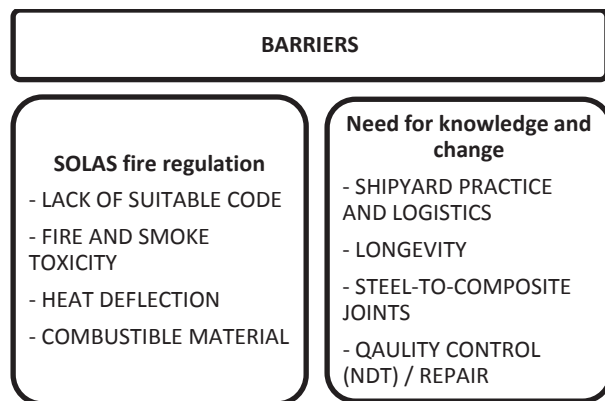 BARRIERS
SOLAS fire regulation
- LACK OF SUITABLE CODE
- FIRE AND SMOKE
TOXICITY
- HEAT DEFLECTION
- COMBUSTIBLE MATERIAL
Need for knowledge and
change
- SHIPYARD PRACTICE
AND LOGISTICS
- LONGEVITY
- STEEL-TO-COMPOSITE
JOINTS
- QAULITY CONTROL
(NDT) / REPAIR